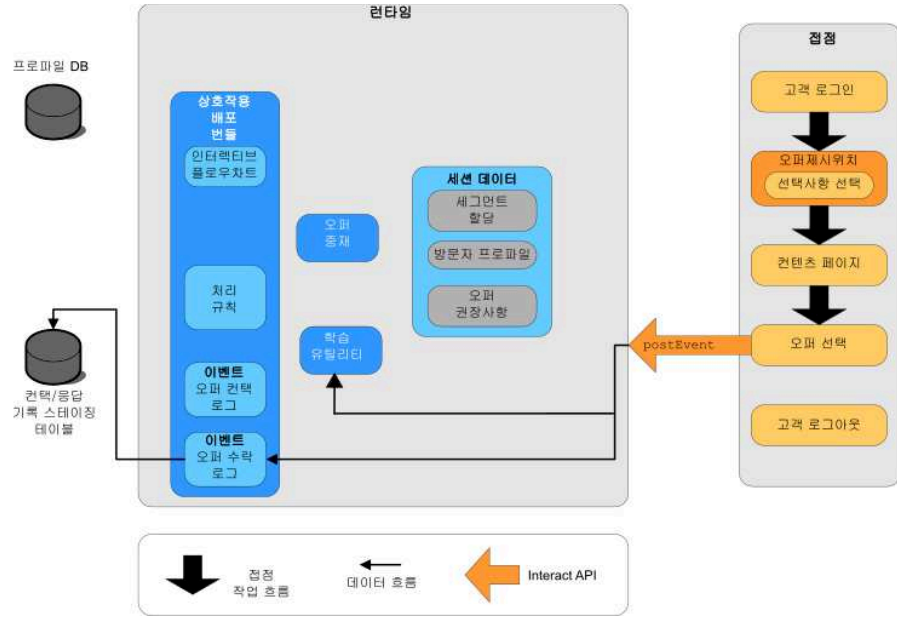 런타임
접점
프로파일 DB
상호작용
배포
번들
인터랙티브
플로우차트
오퍼
중재
처리
규칙
학습
유틸리티
이벤트
오퍼 컨택
로그
이벤트
오퍼 수락
로그
세션 데이터
세그먼트
할당
방문자 프로파일
오퍼
권장사항
컨택/응답
기록 스테이징
테이블
고객 로그인
오퍼제시위치
선택사항 선택
컨텐츠 페이지
postEvent
오퍼 선택
고객 로그아웃
접점
작업 흐름
데이터 흐름
Interact API